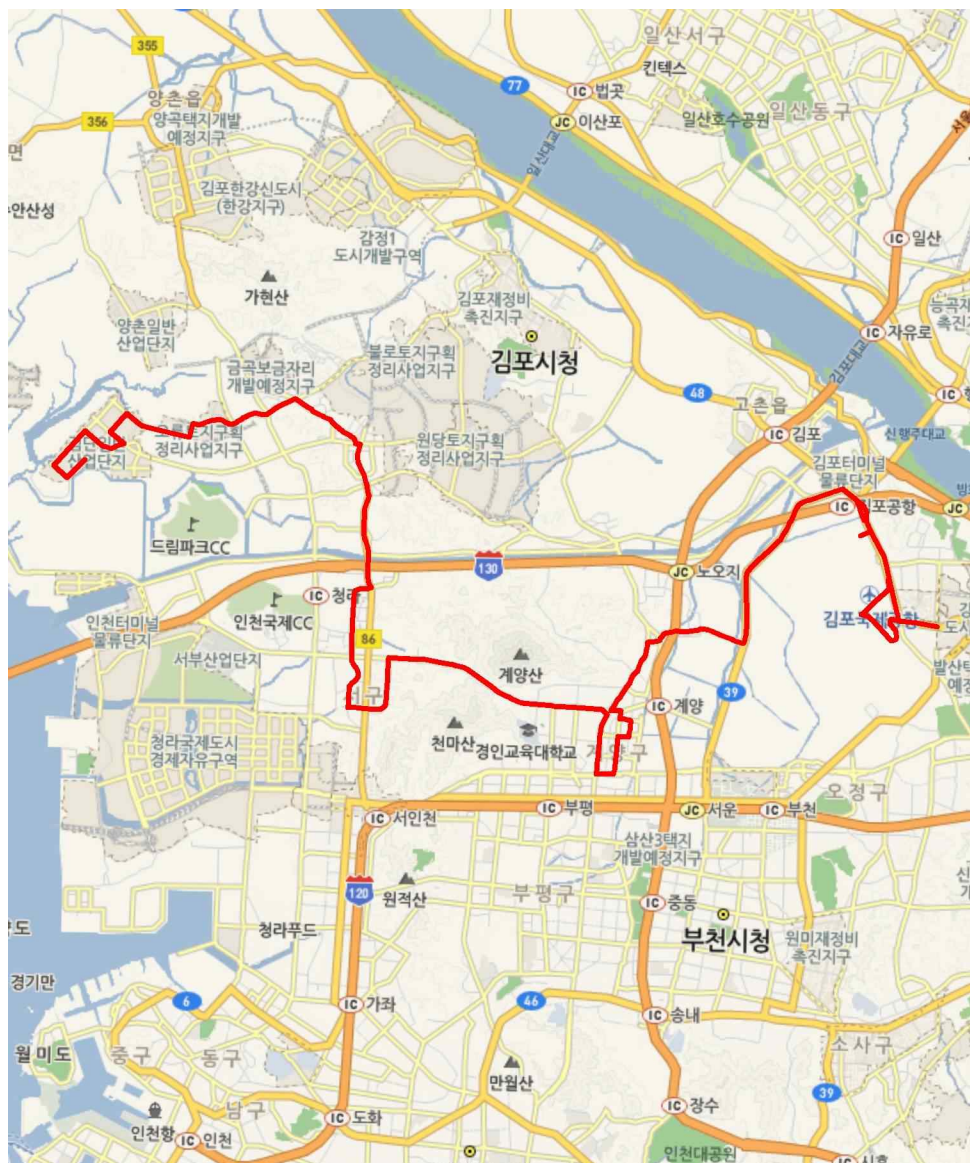 일산서구
355
킨텍스
양촌읍
77
IC 법곳
일산동구
356
양곡택지개발
예정지구
JC 이산포
일산호수공원
일산대교
김포한강신도시
(한강지구)
안산성
IC 일산
감정1
도시개발구역
가현산
김포재정비
촉진지구
양촌일반
산업단지
IC 자유로
김포대교
김포시청
불로토지구획
정리사업지구
금곡보금자리
개발예정지구
48
고촌읍
IC 김포
신행주대교
원당토지구획
정리사업지구
정리사업지구
산업단지
김포터미널
물류단지
IC 김포공항
JC
드림파크CC
130
JC 노오지
IC 청라
인천국제CC
인천터미널
물류단지
86
서부산업단지
계양산
39
서구
IC 계양
천마산
경인교육대학교
계양구
청라국제도시
경제자유구역
오정구
IC 서인천
IC 부평
JC 서운
IC 부천
삼산3택지
개발예정지구
120
원적산
부평구
IC 중동
청라푸드
부천시청
원미재정비
촉진지구
경기만
6
IC 가좌
46
IC 송내
월미도
중구
동구
소사구
만월산
39
남구
IC 장수
인천항
IC 인천
IC 도화
인천대공원
IC